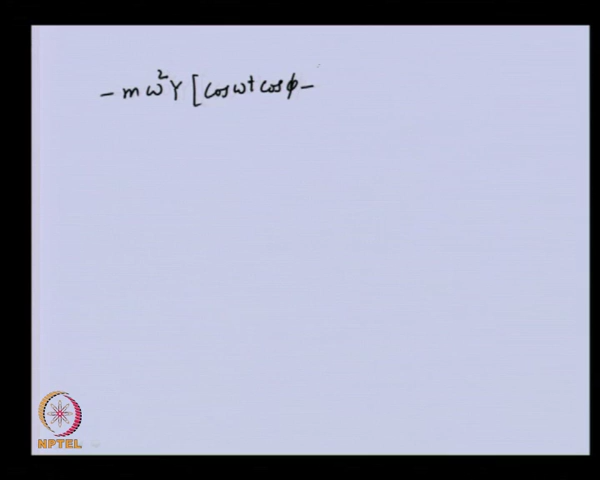 - mω²Y [cosωt cosϕ -
NPTEL